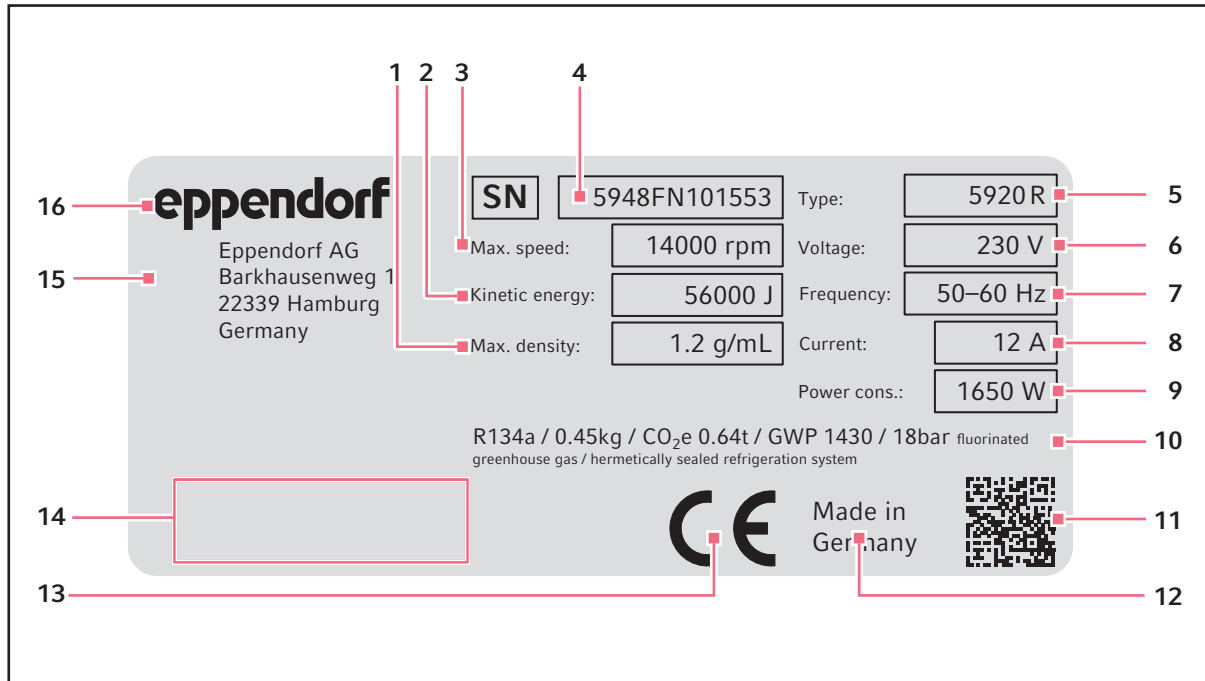 1 2 3 4
16 eppendorf SN 5948FN101553 Type: 5920 R 5
15 Eppendorf AG
Barkhausenweg 1
22339 Hamburg
Germany
Max. speed: 14000 rpm Voltage: 230 V 6
Kinetic energy: 56000 J Frequency: 50–60 Hz 7
Max. density: 1.2 g/mL Current: 12 A 8
Power cons.: 1650 W 9
R134a / 0.45kg / CO₂e 0.64t / GWP 1430 / 18bar fluorinated 10
greenhouse gas / hermetically sealed refrigeration system
14 CE Made in 11
Germany
13 12